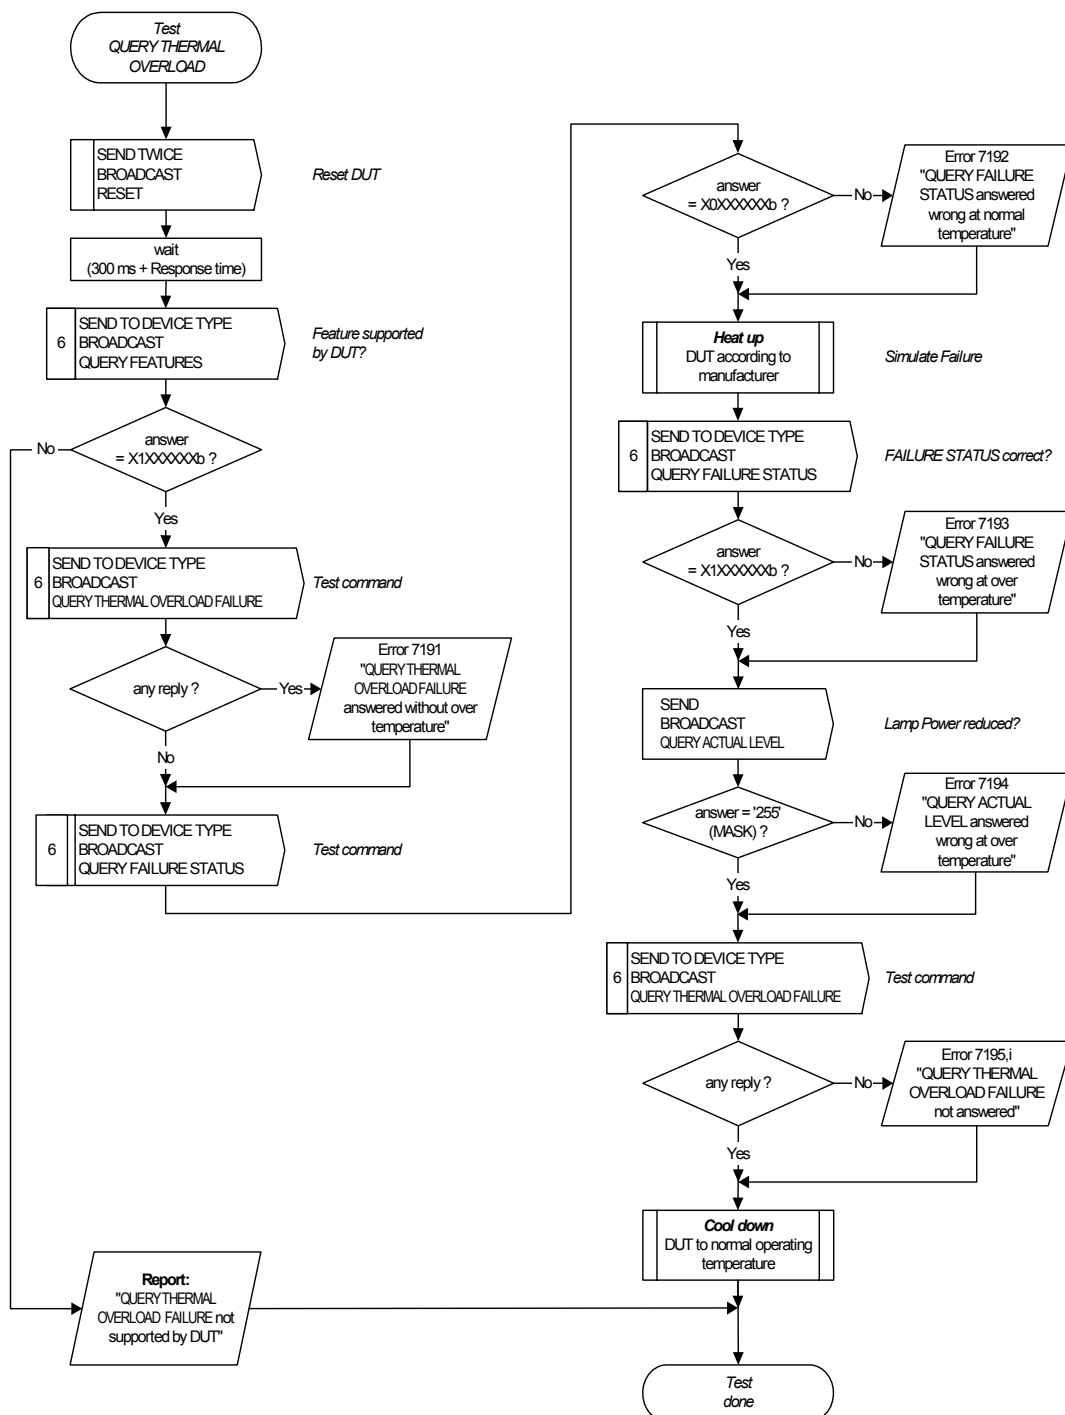 Test
QUERY THERMAL
OVERLOAD
SEND TWICE
BROADCAST
RESET
Reset DUT
wait
(300 ms + Response time)
6
SEND TO DEVICE TYPE
BROADCAST
QUERY FEATURES
Feature supported
by DUT?
answer
= X1XXXXXXb ?
No
Yes
6
SEND TO DEVICE TYPE
BROADCAST
QUERY THERMAL OVERLOAD FAILURE
Test command
any reply ?
Yes
Error 7191
"QUERY THERMAL
OVERLOAD FAILURE
answered without over
temperature"
No
6
SEND TO DEVICE TYPE
BROADCAST
QUERY FAILURE STATUS
Test command
answer
= X0XXXXXXb ?
No
Error 7192
"QUERY FAILURE
STATUS answered
wrong at normal
temperature"
Yes
Heat up
DUT according to
manufacturer
Simulate Failure
6
SEND TO DEVICE TYPE
BROADCAST
QUERY FAILURE STATUS
FAILURE STATUS correct?
answer
= X1XXXXXXb ?
No
Error 7193
"QUERY FAILURE
STATUS answered
wrong at over
temperature"
Yes
SEND
BROADCAST
QUERY ACTUAL LEVEL
Lamp Power reduced?
answer = '255'
(MASK) ?
No
Error 7194
"QUERY ACTUAL
LEVEL answered
wrong at over
temperature"
Yes
6
SEND TO DEVICE TYPE
BROADCAST
QUERY THERMAL OVERLOAD FAILURE
Test command
any reply ?
No
Error 7195,i
"QUERY THERMAL
OVERLOAD FAILURE
not answered"
Yes
Cool down
DUT to normal operating
temperature
Report:
"QUERY THERMAL
OVERLOAD FAILURE not
supported by DUT"
Test
done